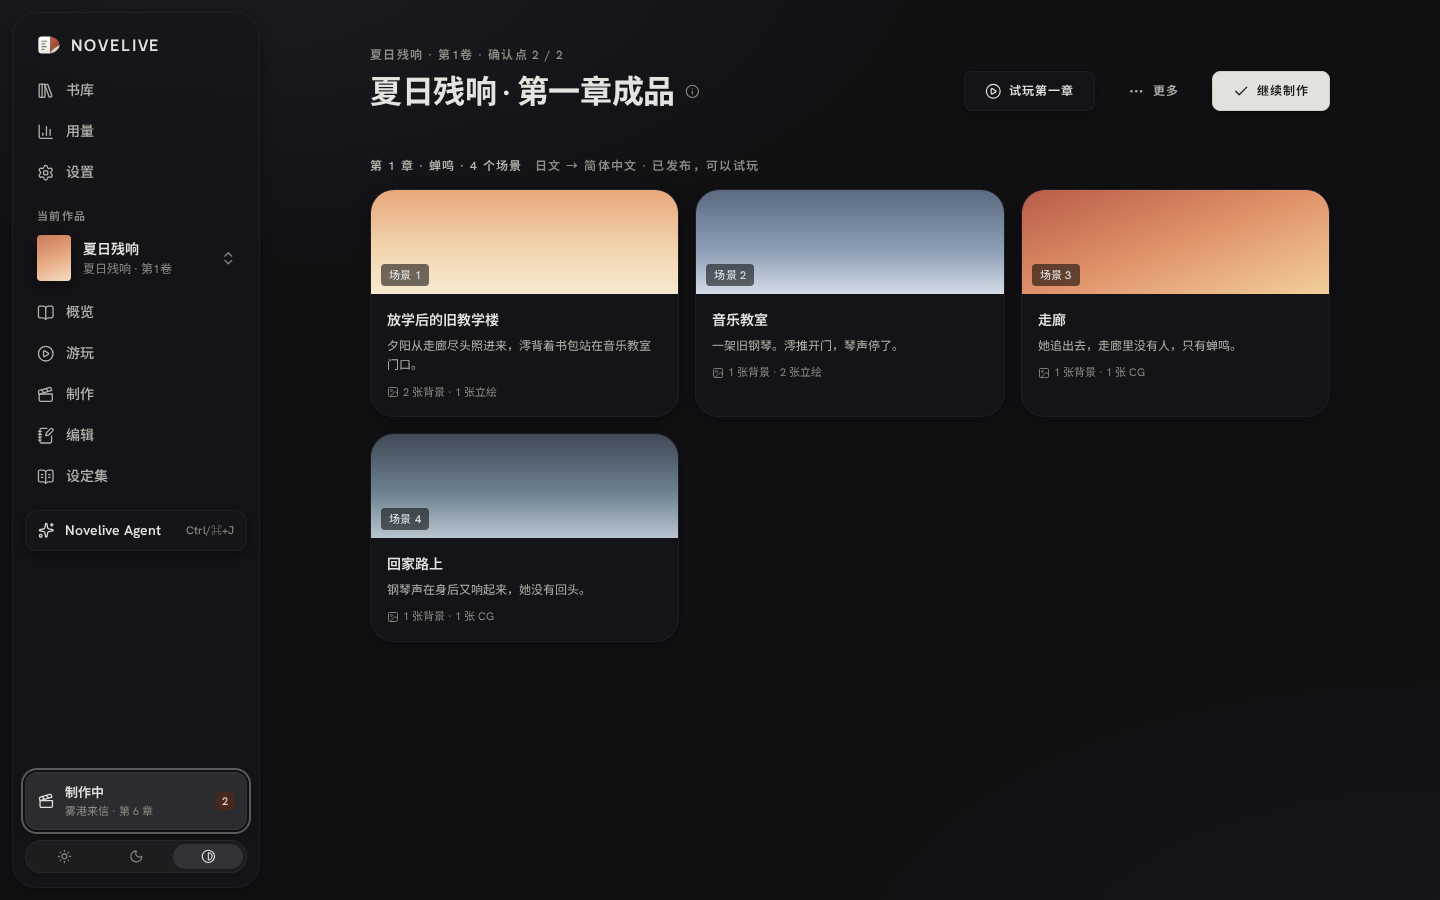 NOVELIVE
书库
用量
设置
当前作品
夏日残响
夏日残响 · 第1卷
概览
游玩
制作
编辑
设定集
Novelive Agent
Ctrl/⌘+J
制作中
雾港来信 · 第 6 章
2
夏日残响 · 第1卷 · 确认点 2 / 2
夏日残响 · 第一章成品
试玩第一章
更多
继续制作
第 1 章 · 蝉鸣 · 4 个场景 日文 → 简体中文 · 已发布，可以试玩
场景 1
放学后的旧教学楼
夕阳从走廊尽头照进来，澪背着书包站在音乐教室
门口。
2 张背景 · 1 张立绘
场景 2
音乐教室
一架旧钢琴。澪推开门，琴声停了。
1 张背景 · 2 张立绘
场景 3
走廊
她追出去，走廊里没有人，只有蝉鸣。
1 张背景 · 1 张 CG
场景 4
回家路上
钢琴声在身后又响起来，她没有回头。
1 张背景 · 1 张 CG